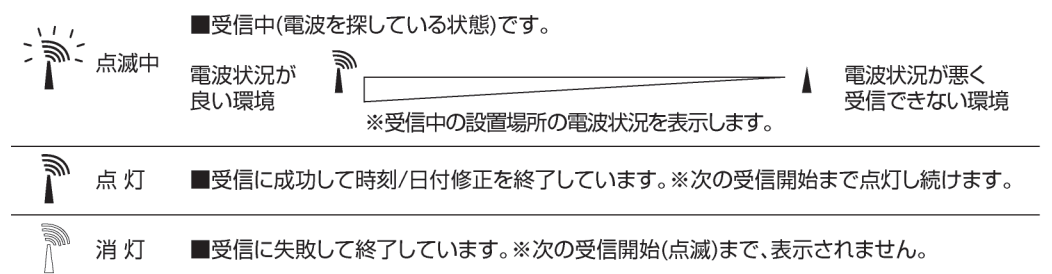 点滅中
■受信中(電波を探している状態)です。
電波状況が
良い環境
電波状況が悪く
受信できない環境
※受信中の設置場所の電波状況を表示します。
点 灯
■受信に成功して時刻/日付修正を終了しています。※次の受信開始まで点灯し続けます。
消 灯
■受信に失敗して終了しています。※次の受信開始(点滅)まで、表示されません。